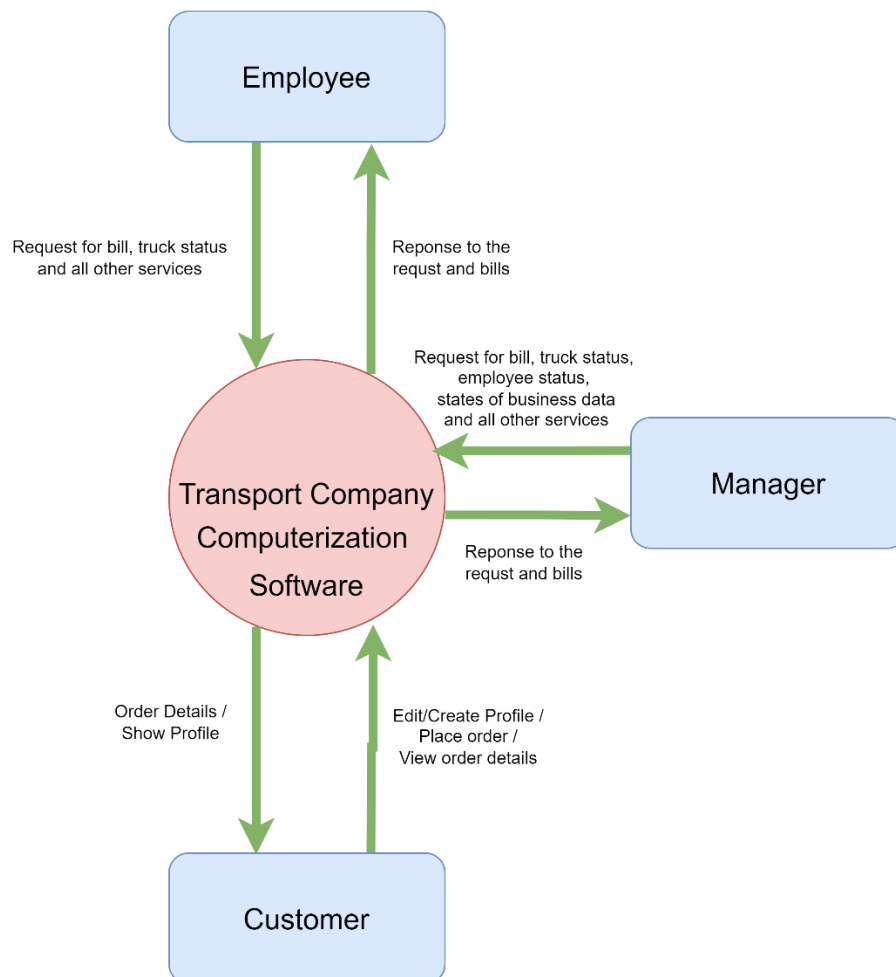 Employee
Request for bill, truck status
and all other services
Reponse to the
requst and bills
Request for bill, truck status,
employee status,
states of business data
and all other services
Manager
Transport Company
Computerization
Software
Reponse to the
requst and bills
Order Details /
Show Profile
Edit/Create Profile /
Place order /
View order details
Customer